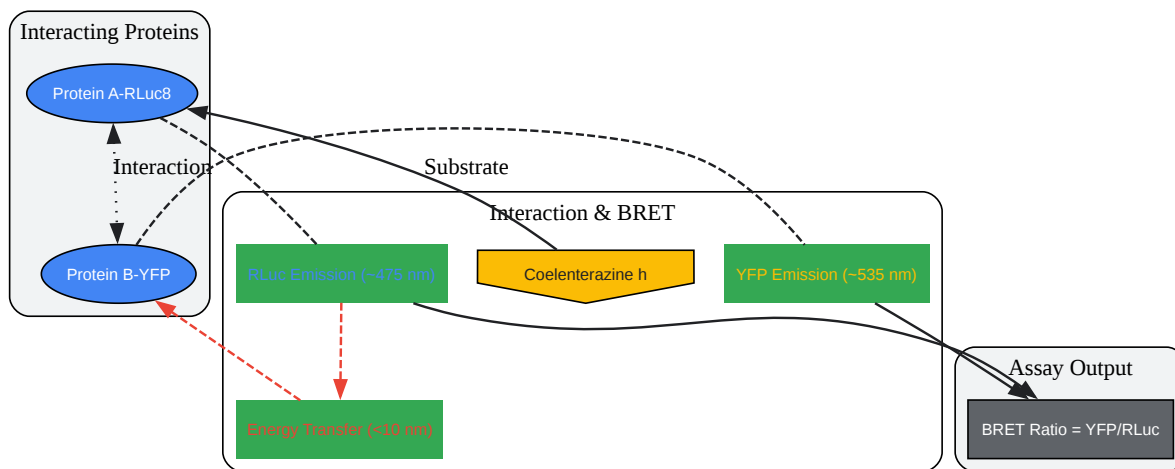 Interacting Proteins
Protein A-RLuc8
Interaction
Substrate
Protein B-YFP
Interaction & BRET
RLuc Emission (~475 nm)
Coelenterazine h
YFP Emission (~535 nm)
Energy Transfer (<10 nm)
Assay Output
BRET Ratio = YFP/RLuc